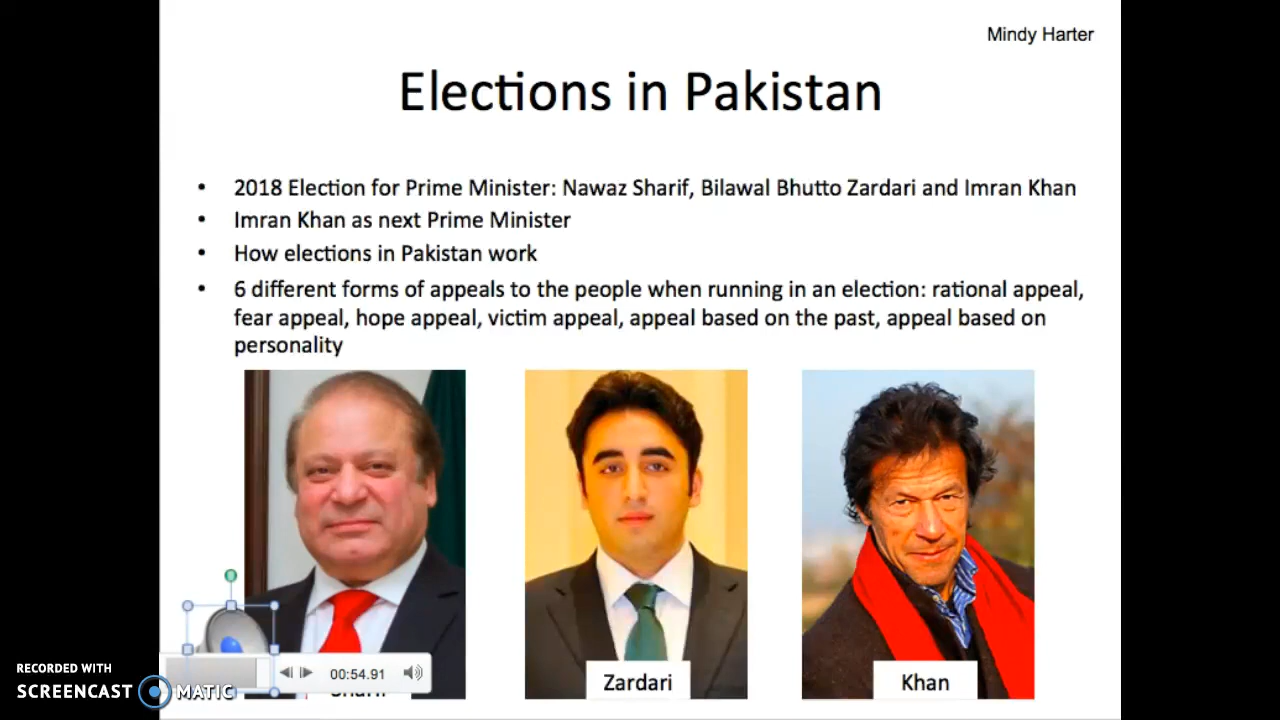 Mindy Harter
Elections in Pakistan
• 2018 Election for Prime Minister: Nawaz Sharif, Bilawal Bhutto Zardari and Imran Khan
• Imran Khan as next Prime Minister
• How elections in Pakistan work
• 6 different forms of appeals to the people when running in an election: rational appeal,
fear appeal, hope appeal, victim appeal, appeal based on the past, appeal based on
personality
00:54.91
Sharif
Zardari
Khan
RECORDED WITH
SCREENCAST MATIC